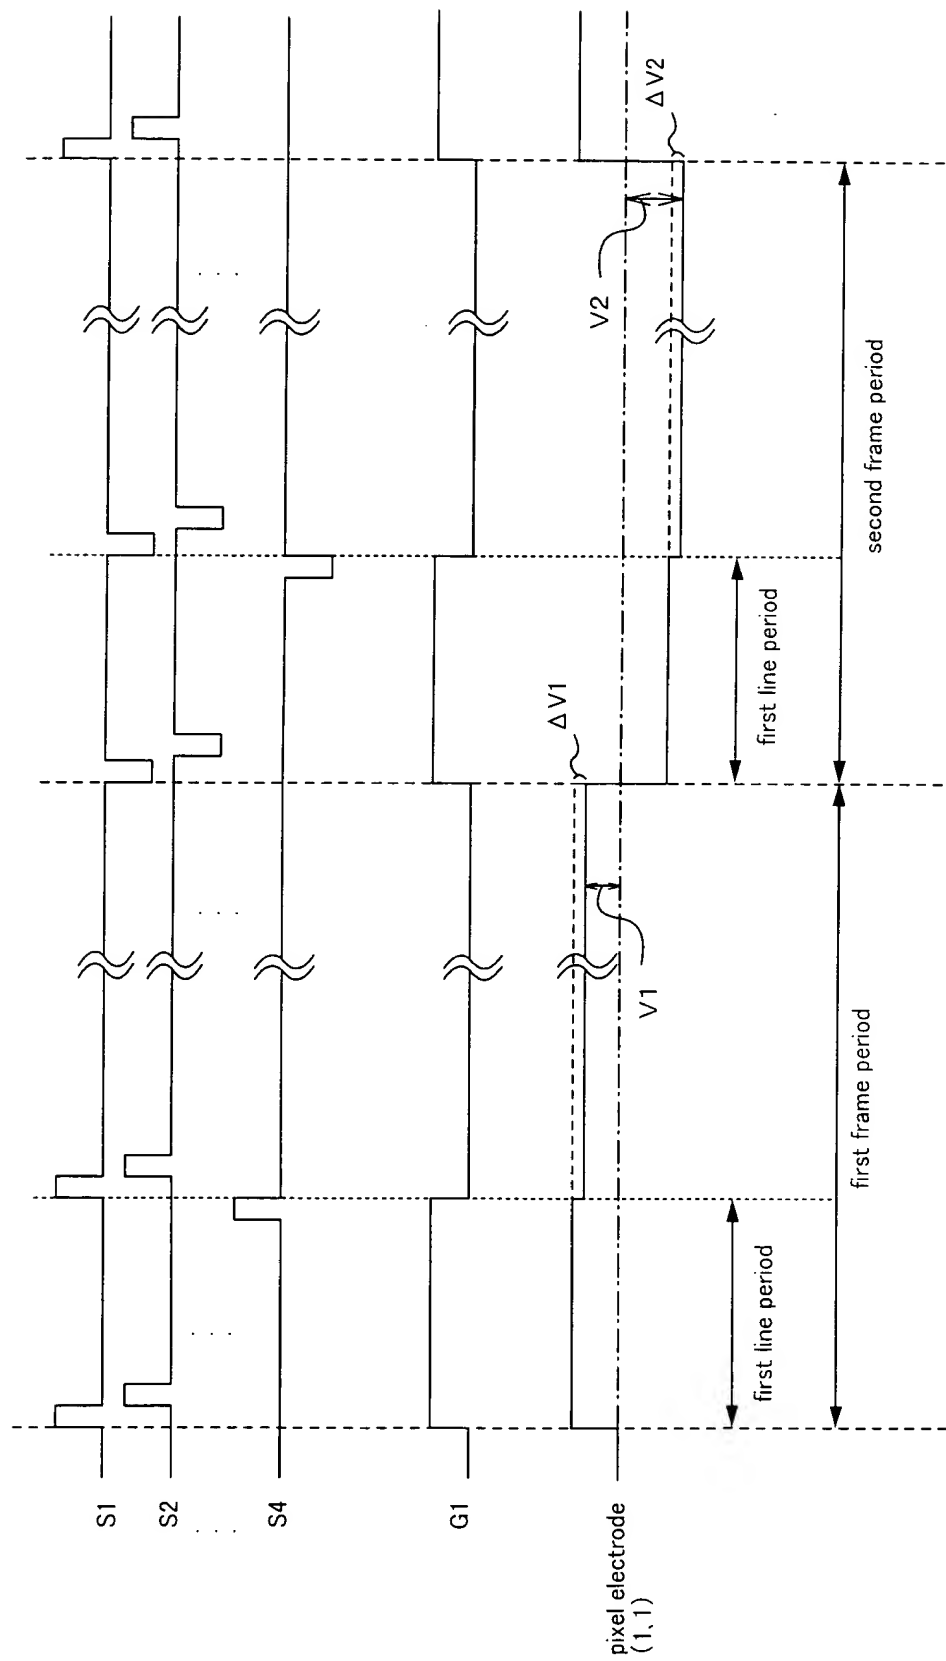 S1
S2
. . .
S4
G1
pixel electrode
(1,1)
. . .
. . .
. . .
V1
ΔV1
V2
ΔV2
first line period
first line period
first frame period
second frame period